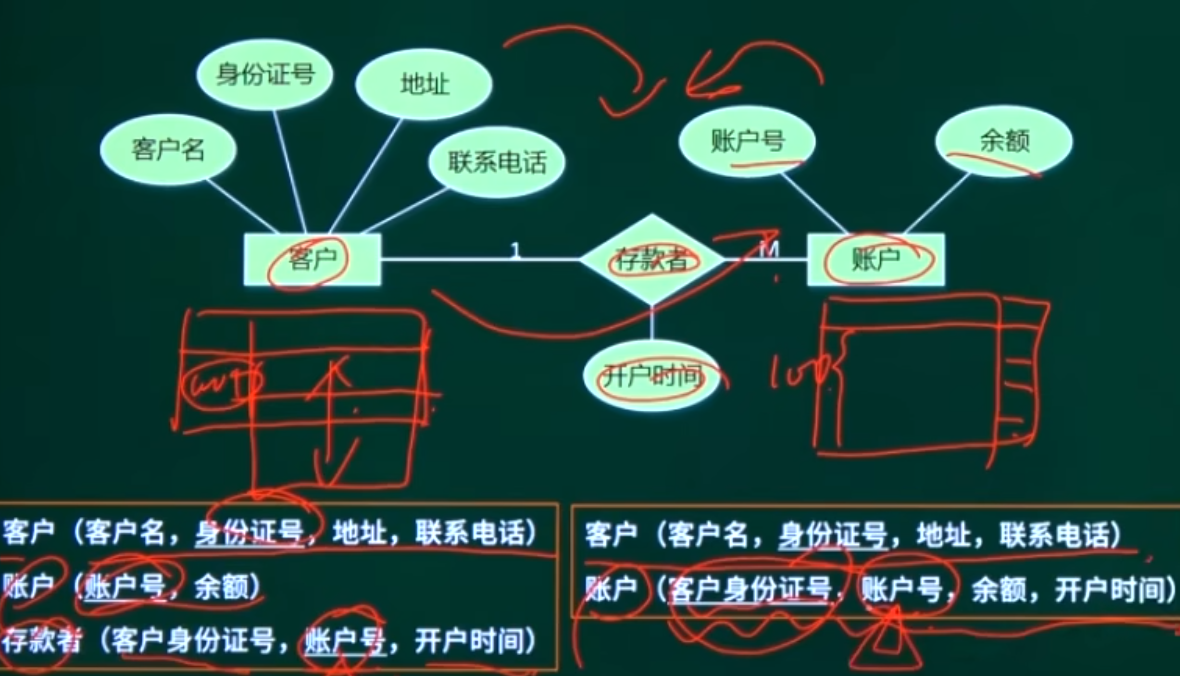 身份证号
地址
客户名
联系电话
账户号
余额
客户
1
存款者
M
账户
开户时间
100
客户（客户名，身份证号，地址，联系电话）
账户（账户号，余额）
存款者（客户身份证号，账户号，开户时间）
客户（客户名，身份证号，地址，联系电话）
账户（客户身份证号，账户号，余额，开户时间）